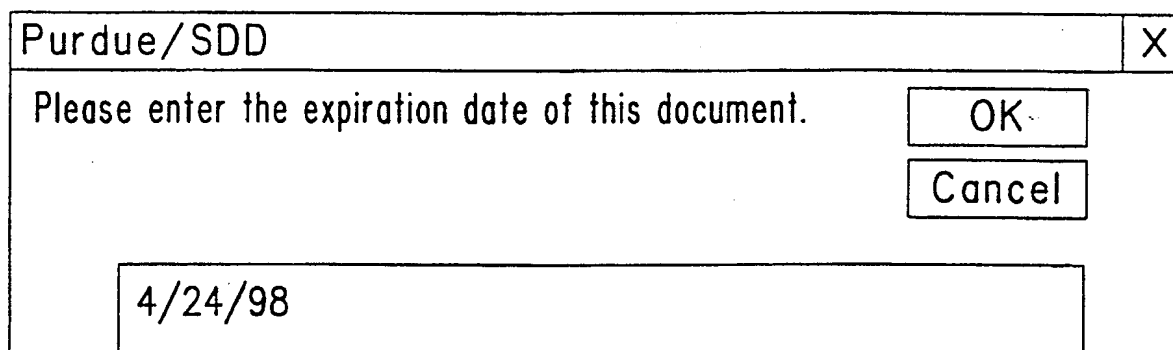 Purdue/SDD X
Please enter the expiration date of this document. OK
Cancel
4/24/98